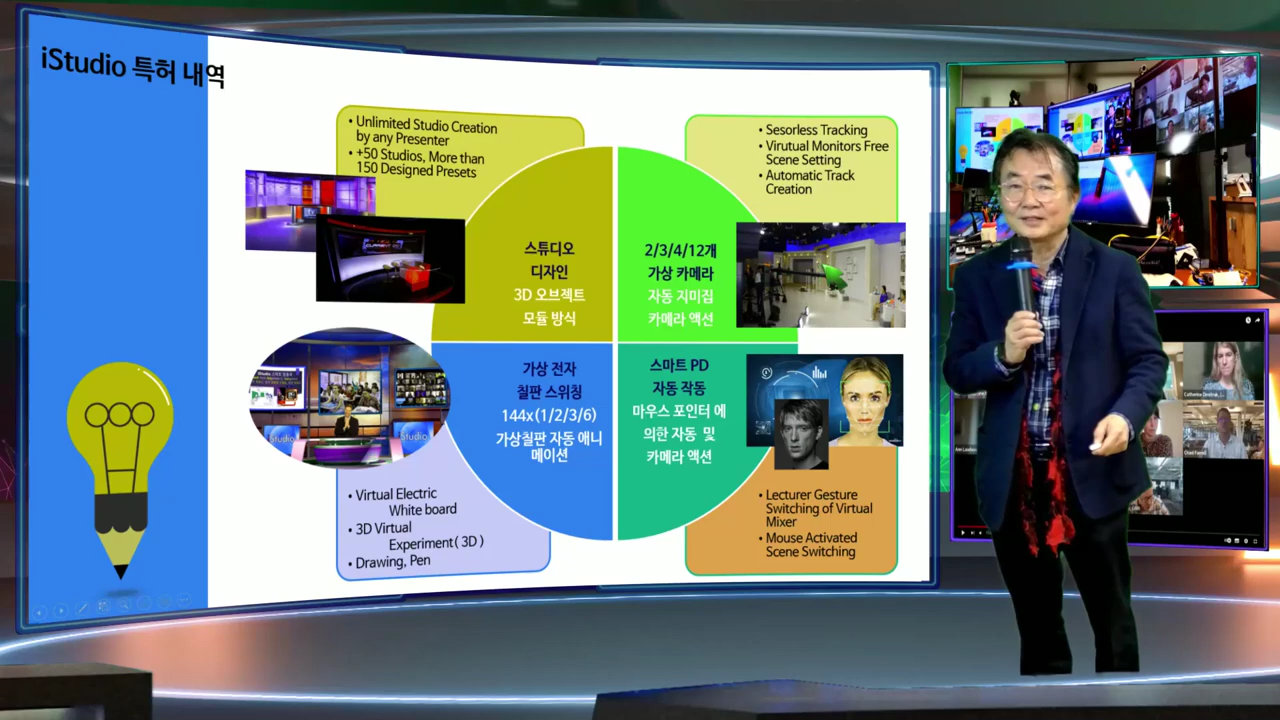 iStudio 특허 내역
• Unlimited Studio Creation
by any Presenter
• +50 Studios, More than
150 Designed Presets
• Sesorless Tracking
• Virutual Monitors Free
Scene Setting
• Automatic Track
Creation
스튜디오
디자인
3D 오브젝트
모듈 방식
2/3/4/12개
가상 카메라
자동 지미집
카메라 액션
가상 전자
칠판 스위칭
144x(1/2/3/6)
가상칠판 자동 애니
메이션
스마트 PD
자동 작동
마우스 포인터 에
의한 자동 및
카메라 액션
• Virtual Electric
White board
• 3D Virtual
Experiment( 3D )
• Drawing, Pen
• Lecturer Gesture
Switching of Virtual
Mixer
• Mouse Activated
Scene Switching
Studio
Studio